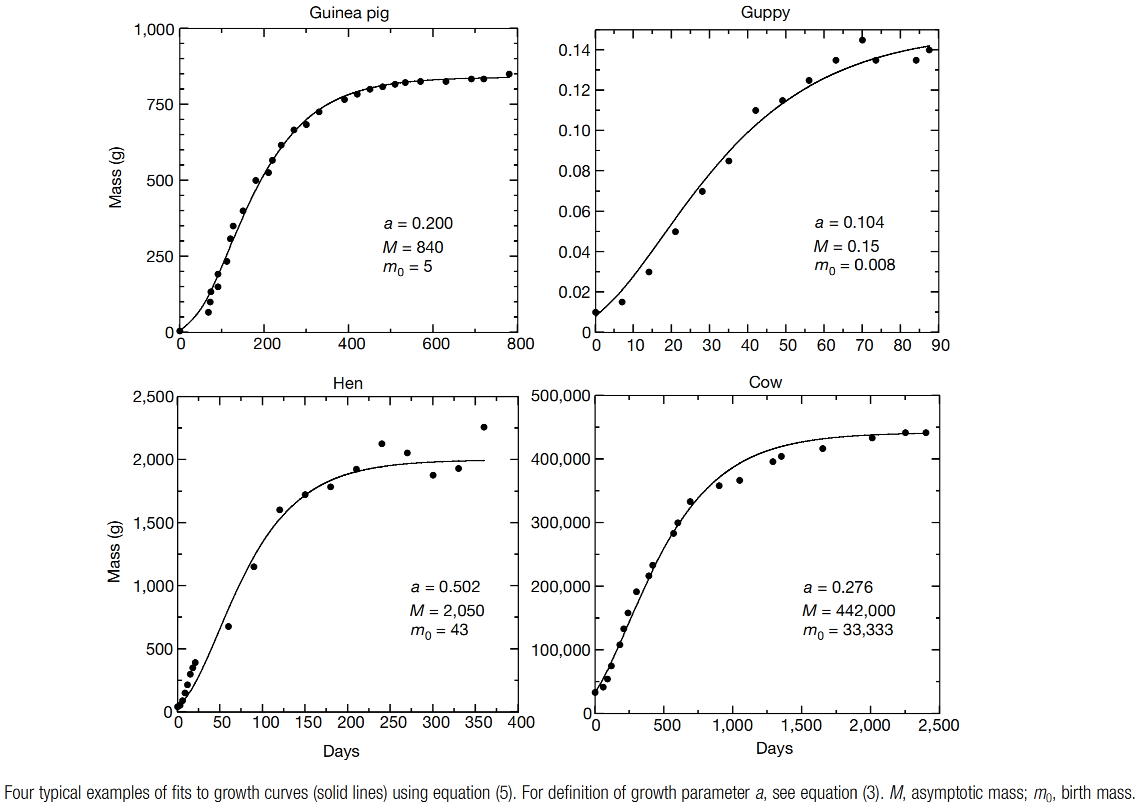 Guinea pig
Guppy
1,000
750
500
250
0
Mass (g)
a = 0.200
M = 840
m0 = 5
0 200 400 600 800
0.14
0.12
0.10
0.08
0.06
0.04
0.02
0
a = 0.104
M = 0.15
m0 = 0.008
0 10 20 30 40 50 60 70 80 90
Hen
Cow
2,500
2,000
1,500
1,000
500
0
Mass (g)
a = 0.502
M = 2,050
m0 = 43
0 50 100 150 200 250 300 350 400
Days
500,000
400,000
300,000
200,000
100,000
0
a = 0.276
M = 442,000
m0 = 33,333
0 500 1,000 1,500 2,000 2,500
Days
Four typical examples of fits to growth curves (solid lines) using equation (5). For definition of growth parameter a, see equation (3). M, asymptotic mass; m0, birth mass.